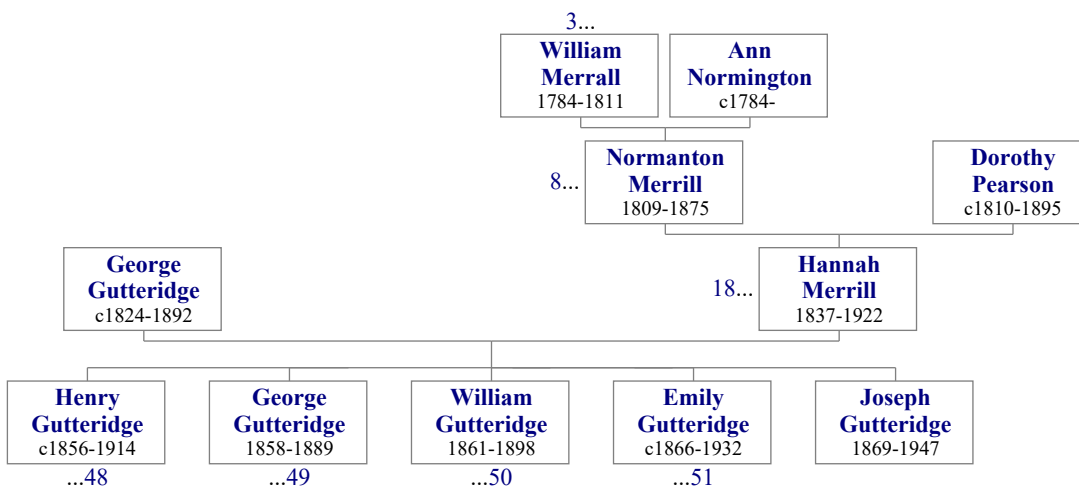 3...
William
Merrall
1784-1811
Ann
Normington
c1784-
8...
Normanton
Merrill
1809-1875
Dorothy
Pearson
c1810-1895
George
Gutteridge
c1824-1892
18...
Hannah
Merrill
1837-1922
Henry
Gutteridge
c1856-1914
...48
George
Gutteridge
1858-1889
...49
William
Gutteridge
1861-1898
...50
Emily
Gutteridge
c1866-1932
...51
Joseph
Gutteridge
1869-1947